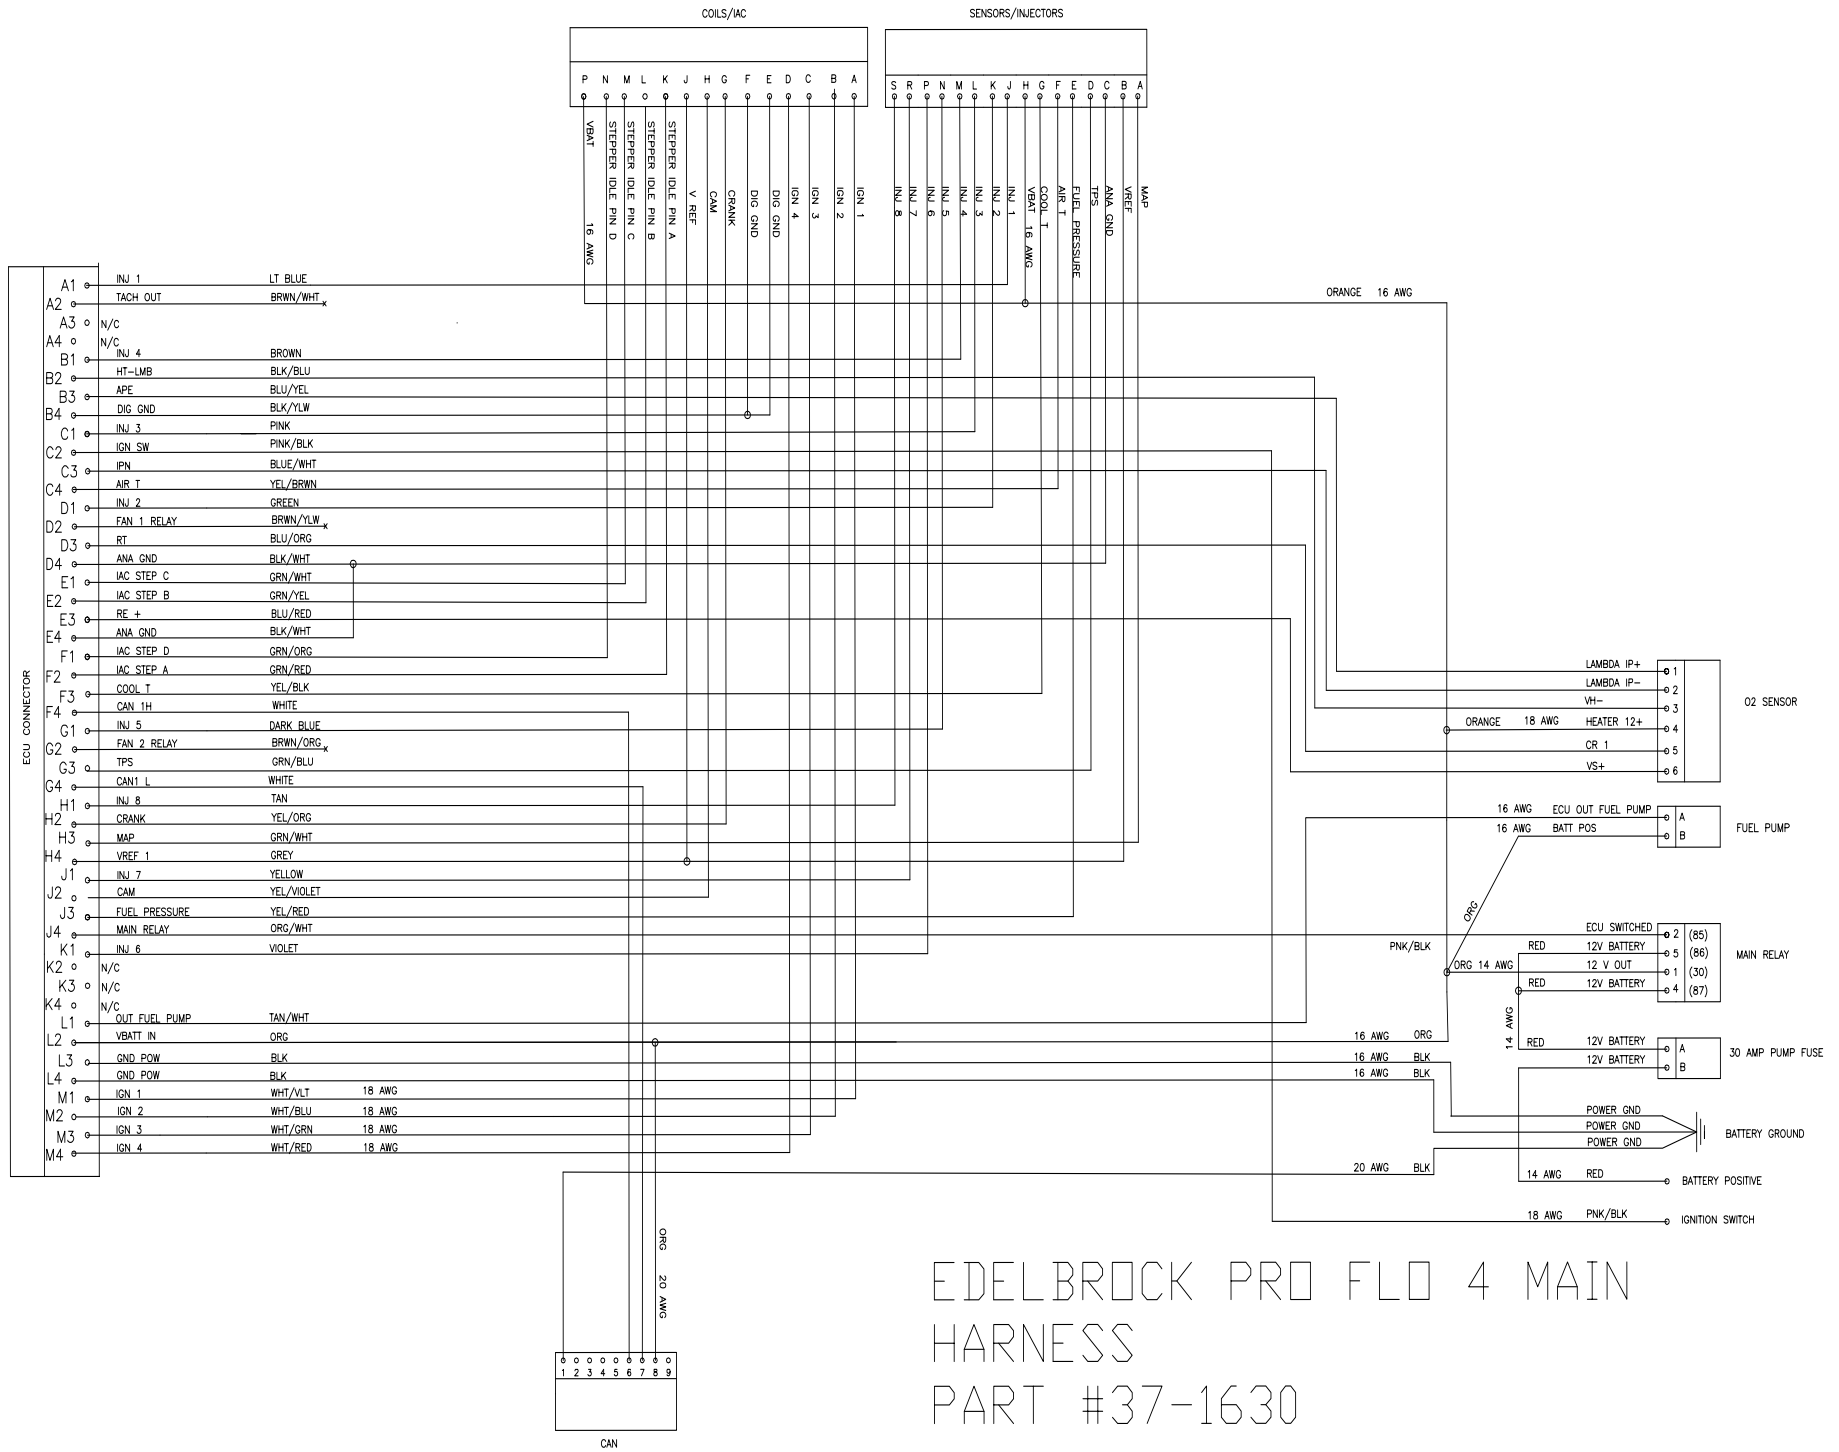 COILS/IAC
SENSORS/INJECTORS
P N M L K J H G F E D C B A
S R P N M L K J H G F E D C B A
VBAT 16 AWG
STEPPER IDLE PIN D
STEPPER IDLE PIN C
STEPPER IDLE PIN B
STEPPER IDLE PIN A
V REF
CAM
CRANK
DIG GND
DIG GND
IGN 4
IGN 3
IGN 2
IGN 1
INJ 8
INJ 7
INJ 6
INJ 5
INJ 4
INJ 3
INJ 2
INJ 1
VBAT 16 AWG
COOL T
AIR T
FUEL PRESSURE
TPS
ANA GND
VREF
MAP
ECU CONNECTOR
A1 INJ 1 LT BLUE
A2 TACH OUT BRWN/WHT
A3 N/C
A4 N/C
B1 INJ 4 BROWN
B2 HT-LMB BLK/BLU
B3 APE BLU/YEL
B4 DIG GND BLK/YLW
C1 INJ 3 PINK
C2 IGN SW PINK/BLK
C3 IPN BLUE/WHT
C4 AIR T YEL/BRWN
D1 INJ 2 GREEN
D2 FAN 1 RELAY BRWN/YLW
D3 RT BLU/ORG
D4 ANA GND BLK/WHT
E1 IAC STEP C GRN/WHT
E2 IAC STEP B GRN/YEL
E3 RE + BLU/RED
E4 ANA GND BLK/WHT
F1 IAC STEP D GRN/ORG
F2 IAC STEP A GRN/RED
F3 COOL T YEL/BLK
F4 CAN 1H WHITE
G1 INJ 5 DARK BLUE
G2 FAN 2 RELAY BRWN/ORG
G3 TPS GRN/BLU
G4 CAN1 L WHITE
H1 INJ 8 TAN
H2 CRANK YEL/ORG
H3 MAP GRN/WHT
H4 VREF 1 GREY
J1 INJ 7 YELLOW
J2 CAM YEL/VIOLET
J3 FUEL PRESSURE YEL/RED
J4 MAIN RELAY ORG/WHT
K1 INJ 6 VIOLET
K2 N/C
K3 N/C
K4 N/C
L1 OUT FUEL PUMP TAN/WHT
L2 VBATT IN ORG
L3 GND POW BLK
L4 GND POW BLK
M1 IGN 1 WHT/VLT 18 AWG
M2 IGN 2 WHT/BLU 18 AWG
M3 IGN 3 WHT/GRN 18 AWG
M4 IGN 4 WHT/RED 18 AWG
ORANGE 16 AWG
LAMBDA IP+ 1
LAMBDA IP- 2
VH- 3
ORANGE 18 AWG HEATER 12+ 4
CR 1 5
VS+ 6
O2 SENSOR
16 AWG ECU OUT FUEL PUMP A
16 AWG BATT POS B
FUEL PUMP
ORG
ECU SWITCHED 2 (85)
PNK/BLK
RED 12V BATTERY 5 (86)
ORG 14 AWG 12 V OUT 1 (30)
RED 12V BATTERY 4 (87)
MAIN RELAY
14 AWG
16 AWG ORG
RED 12V BATTERY A
16 AWG BLK
12V BATTERY B
16 AWG BLK
30 AMP PUMP FUSE
POWER GND
POWER GND
POWER GND
BATTERY GROUND
20 AWG BLK
14 AWG RED BATTERY POSITIVE
18 AWG PNK/BLK IGNITION SWITCH
ORG 20 AWG
1 2 3 4 5 6 7 8 9
CAN
EDELBROCK PRO FLO 4 MAIN
HARNESS
PART #37-1630